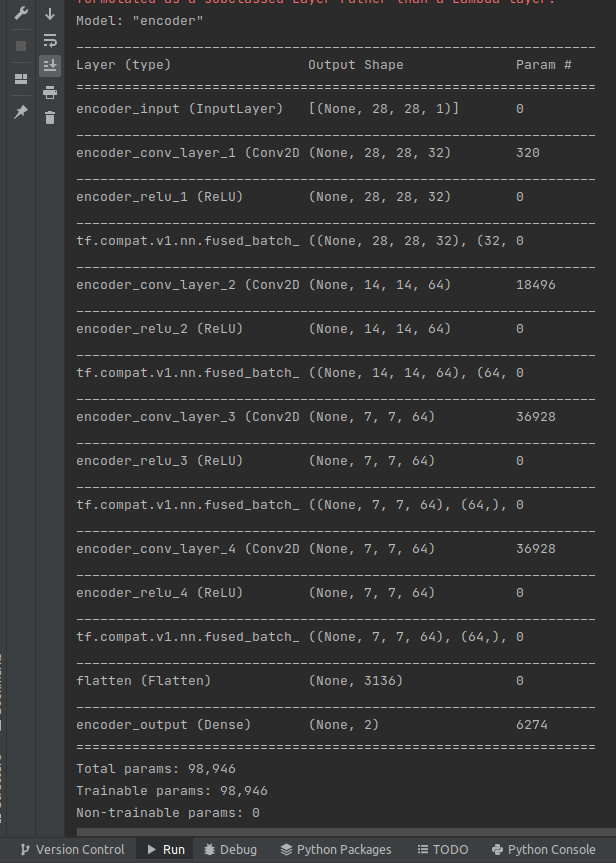 Model: "encoder"
_________________________________________________________________
Layer (type)                 Output Shape              Param #
=================================================================
encoder_input (InputLayer)   [(None, 28, 28, 1)]       0
_________________________________________________________________
encoder_conv_layer_1 (Conv2D (None, 28, 28, 32)        320
_________________________________________________________________
encoder_relu_1 (ReLU)        (None, 28, 28, 32)        0
_________________________________________________________________
tf.compat.v1.nn.fused_batch_ ((None, 28, 28, 32), (32, 0
_________________________________________________________________
encoder_conv_layer_2 (Conv2D (None, 14, 14, 64)        18496
_________________________________________________________________
encoder_relu_2 (ReLU)        (None, 14, 14, 64)        0
_________________________________________________________________
tf.compat.v1.nn.fused_batch_ ((None, 14, 14, 64), (64, 0
_________________________________________________________________
encoder_conv_layer_3 (Conv2D (None, 7, 7, 64)          36928
_________________________________________________________________
encoder_relu_3 (ReLU)        (None, 7, 7, 64)          0
_________________________________________________________________
tf.compat.v1.nn.fused_batch_ ((None, 7, 7, 64), (64,), 0
_________________________________________________________________
encoder_conv_layer_4 (Conv2D (None, 7, 7, 64)          36928
_________________________________________________________________
encoder_relu_4 (ReLU)        (None, 7, 7, 64)          0
_________________________________________________________________
tf.compat.v1.nn.fused_batch_ ((None, 7, 7, 64), (64,), 0
_________________________________________________________________
flatten (Flatten)            (None, 3136)              0
_________________________________________________________________
encoder_output (Dense)       (None, 2)                 6274
=================================================================
Total params: 98,946
Trainable params: 98,946
Non-trainable params: 0
Version Control Run Debug Python Packages TODO Python Console